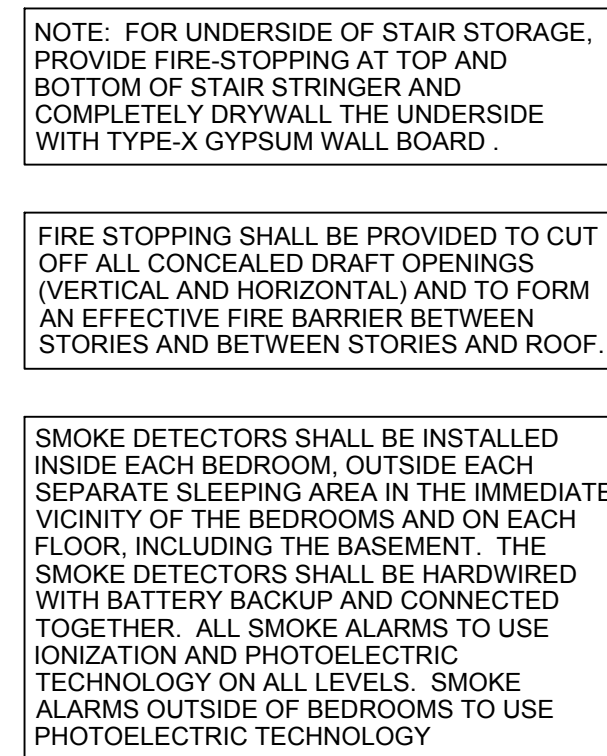 NOTE: FOR UNDERSIDE OF STAIR STORAGE,
PROVIDE FIRE-STOPPING AT TOP AND
BOTTOM OF STAIR STRINGER AND
COMPLETELY DRYWALL THE UNDERSIDE
WITH TYPE-X GYPSUM WALL BOARD .
FIRE STOPPING SHALL BE PROVIDED TO CUT
OFF ALL CONCEALED DRAFT OPENINGS
(VERTICAL AND HORIZONTAL) AND TO FORM
AN EFFECTIVE FIRE BARRIER BETWEEN
STORIES AND BETWEEN STORIES AND ROOF.
SMOKE DETECTORS SHALL BE INSTALLED
INSIDE EACH BEDROOM, OUTSIDE EACH
SEPARATE SLEEPING AREA IN THE IMMEDIATE
VICINITY OF THE BEDROOMS AND ON EACH
FLOOR, INCLUDING THE BASEMENT. THE
SMOKE DETECTORS SHALL BE HARDWIRED
WITH BATTERY BACKUP AND CONNECTED
TOGETHER. ALL SMOKE ALARMS TO USE
IONIZATION AND PHOTOELECTRIC
TECHNOLOGY ON ALL LEVELS. SMOKE
ALARMS OUTSIDE OF BEDROOMS TO USE
PHOTOELECTRIC TECHNOLOGY